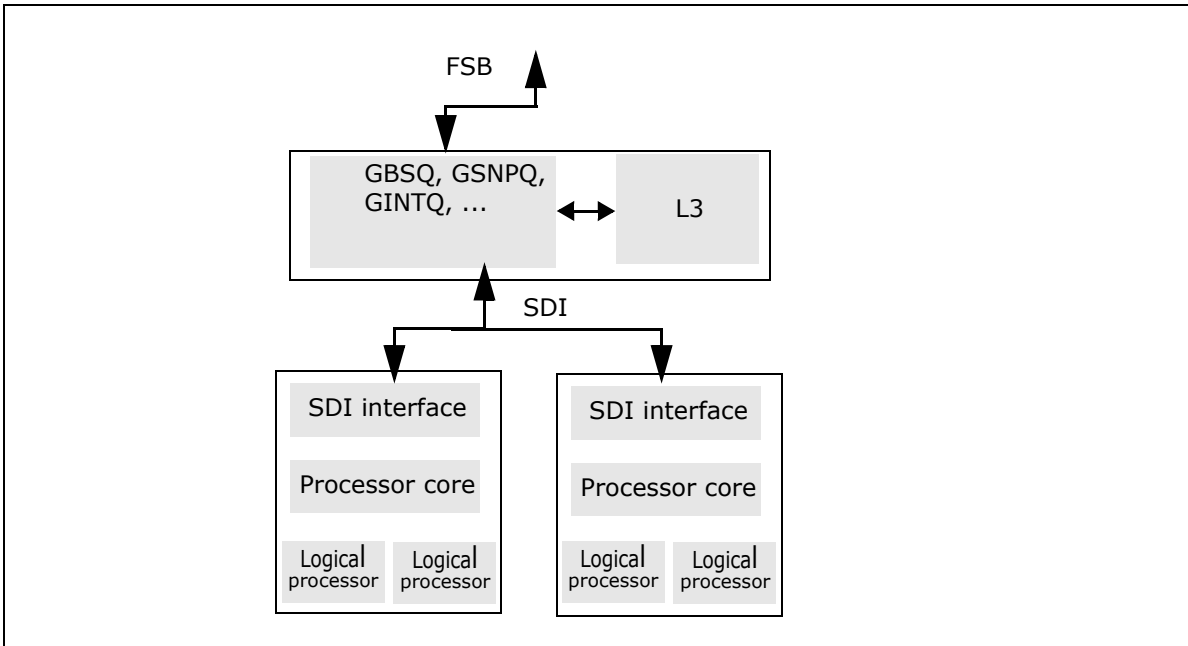 FSB
GBSQ, GSNPQ,
GINTQ, ...
L3
SDI
SDI interface
Processor core
Logical
processor
Logical
processor
SDI interface
Processor core
Logical
processor
Logical
processor